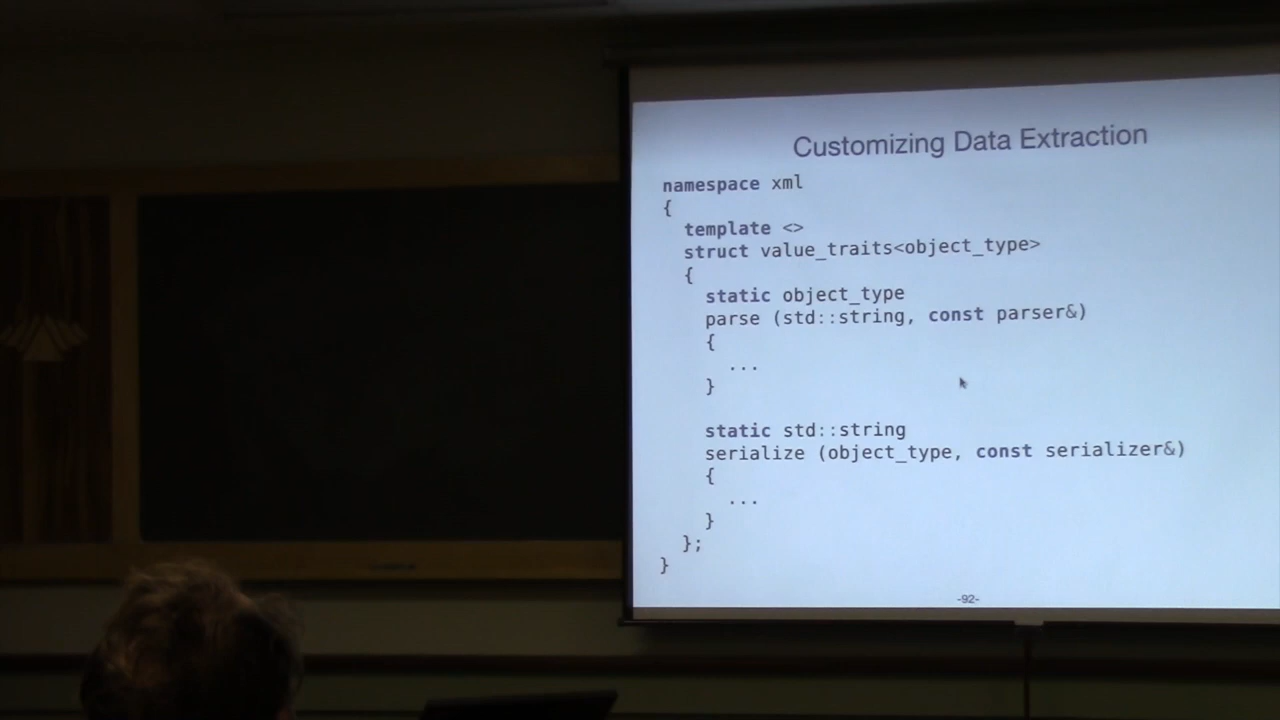 Customizing Data Extraction
namespace xml
{
  template <>
  struct value_traits<object_type>
  {
    static object_type
    parse (std::string, const parser&)
    {
      ...
    }

    static std::string
    serialize (object_type, const serializer&)
    {
      ...
    }
  };
}
-92-